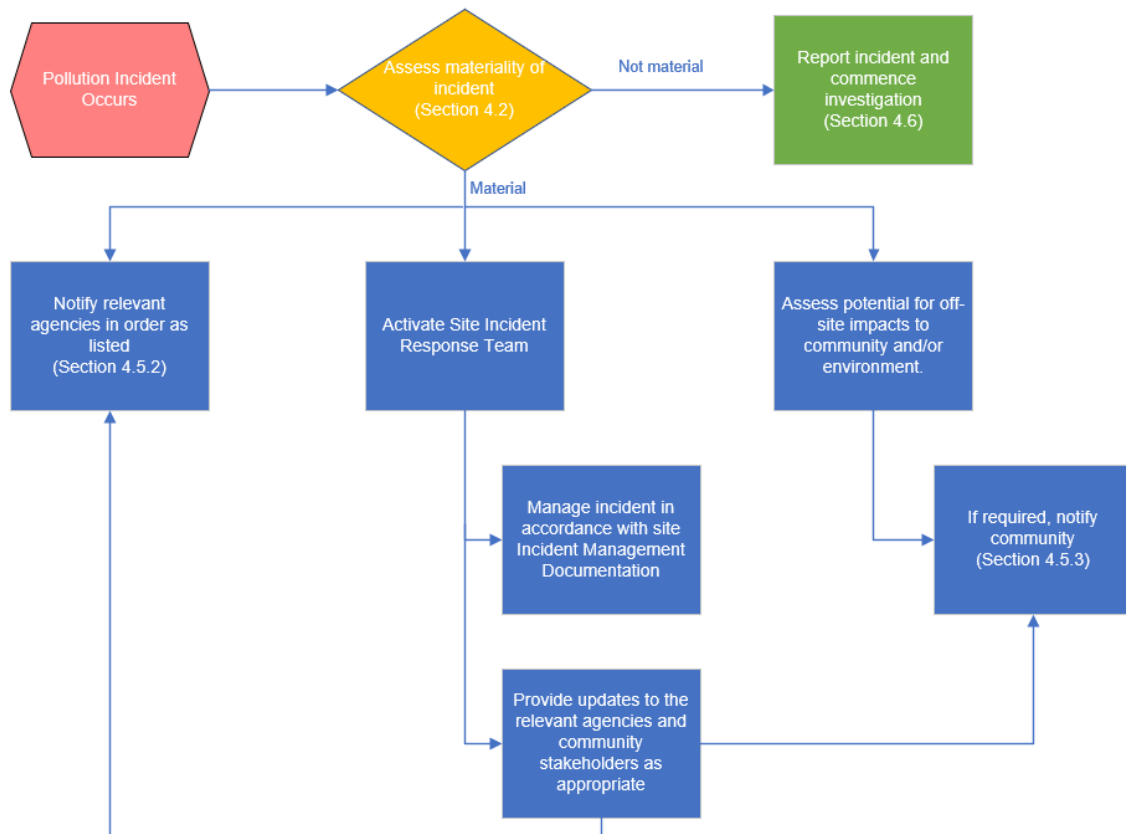 Pollution Incident
Occurs
Assess materiality of
incident
(Section 4.2)
Not material
Report incident and
commence
investigation
(Section 4.6)
Material
Notify relevant
agencies in order as
listed
(Section 4.5.2)
Activate Site Incident
Response Team
Assess potential for off-
site impacts to
community and/or
environment.
Manage incident in
accordance with site
Incident Management
Documentation
If required, notify
community
(Section 4.5.3)
Provide updates to the
relevant agencies and
community
stakeholders as
appropriate